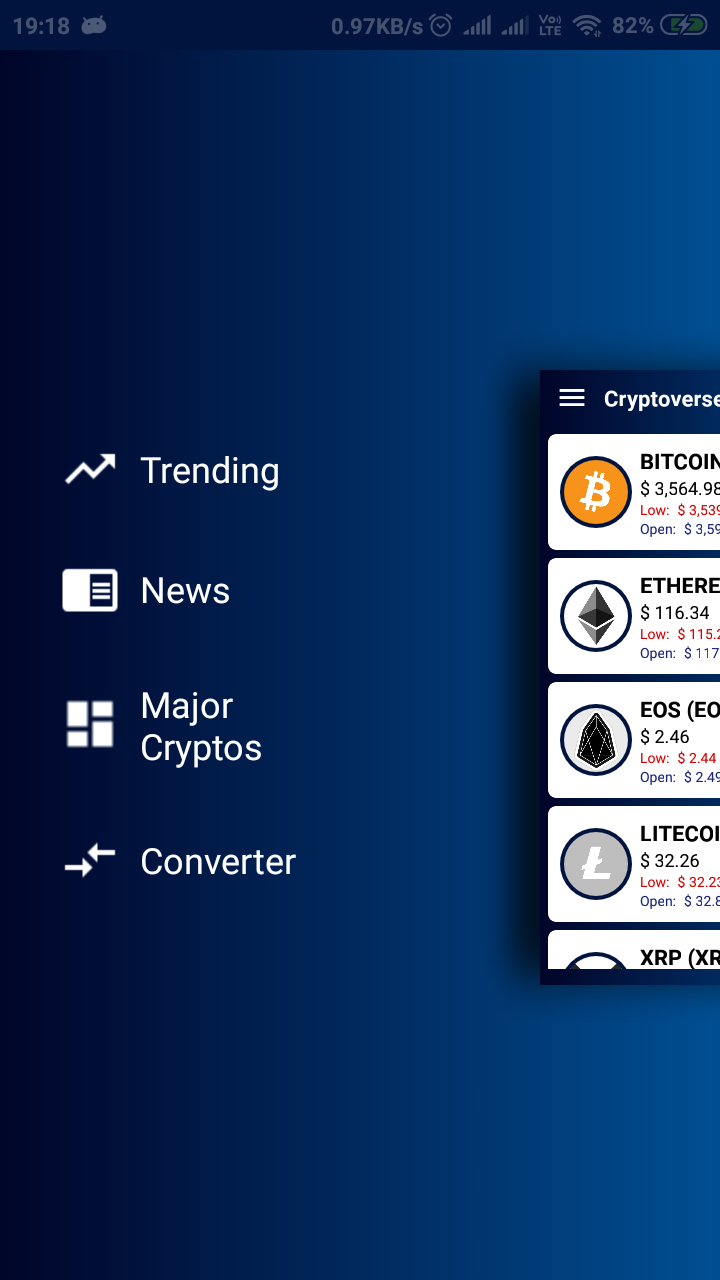 19:18
0.97KB/s
Vo)
LTE
82%
Trending
News
Major
Cryptos
Converter
Cryptoverse
BITCOIN
$ 3,564.98
Low: $ 3,539
Open: $ 3,59
ETHERE
$ 116.34
Low: $ 115.2
Open: $ 117
EOS (EO
$ 2.46
Low: $ 2.44
Open: $ 2.49
LITECOI
$ 32.26
Low: $ 32.23
Open: $ 32.8
XRP (XR